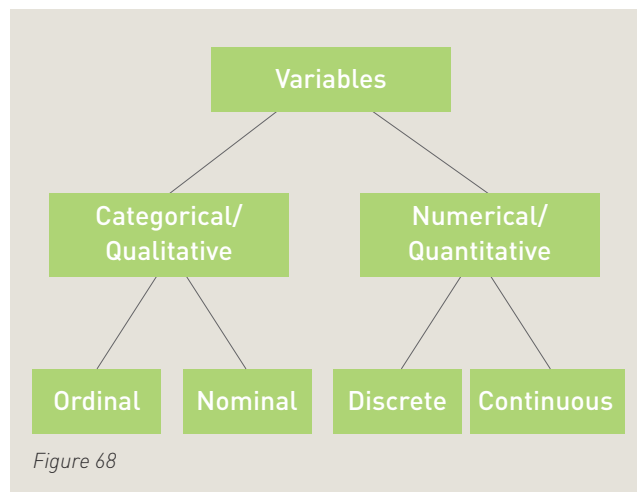 Variables
Categorical/
Qualitative
Numerical/
Quantitative
Ordinal
Nominal
Discrete
Continuous
Figure 68